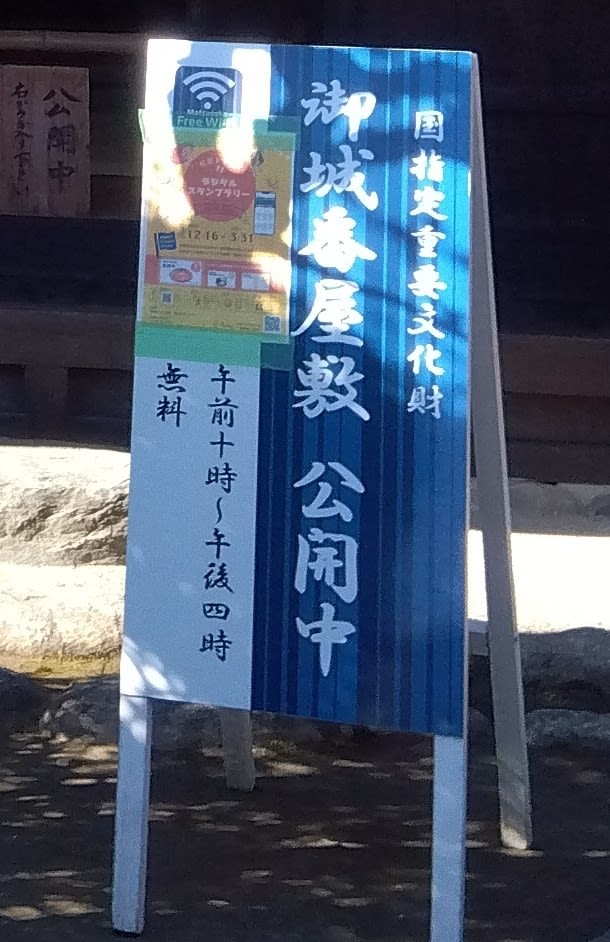 国指定重要文化財
御城番屋敷 公開中
午前十時～午後四時
無料
Free Wi-Fi
デジタル
スタンプラリー
12.16-3.31
公開中